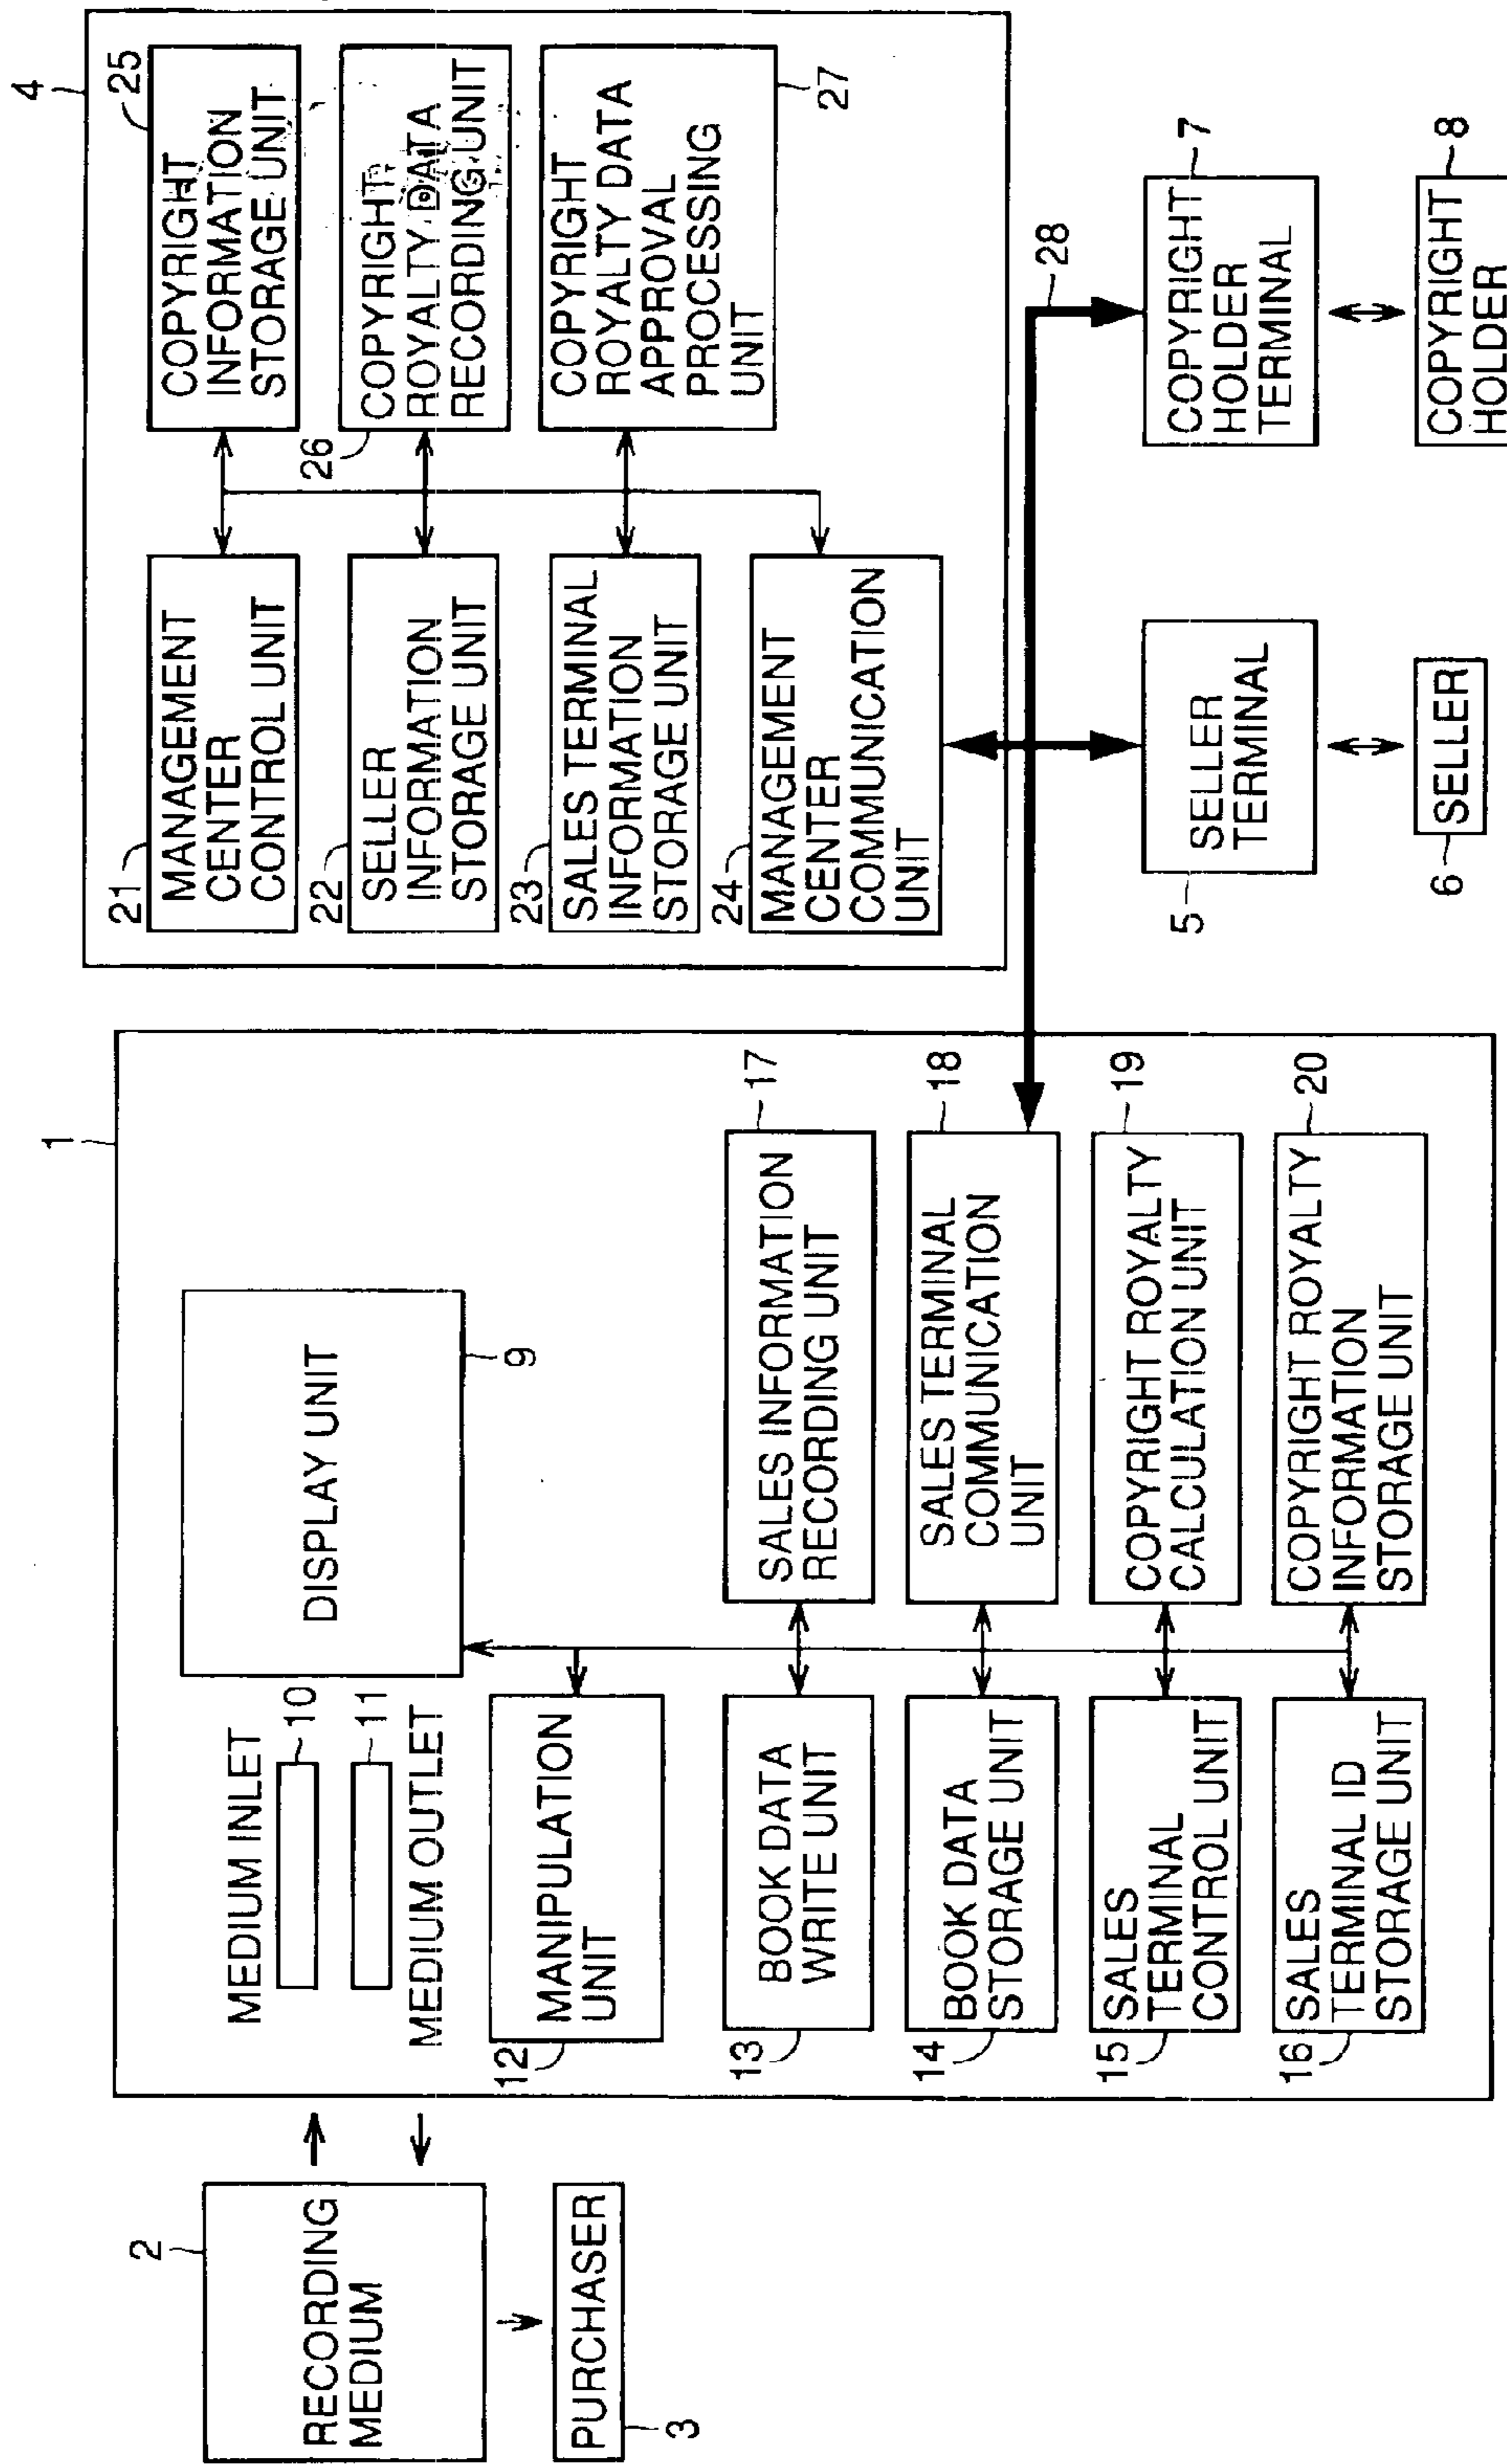 2
RECORDING
MEDIUM
PURCHASER
3
1
MEDIUM INLET
10
11
MEDIUM OUTLET
DISPLAY UNIT
9
12
MANIPULATION
UNIT
13
BOOK DATA
WRITE UNIT
14
BOOK DATA
STORAGE UNIT
15
SALES
TERMINAL
CONTROL UNIT
16
SALES
TERMINAL ID
STORAGE UNIT
17
SALES INFORMATION
RECORDING UNIT
18
SALES TERMINAL
COMMUNICATION
UNIT
19
COPYRIGHT ROYALTY
CALCULATION UNIT
20
COPYRIGHT ROYALTY
INFORMATION
STORAGE UNIT
4
21
MANAGEMENT
CENTER
CONTROL UNIT
22
SELLER
INFORMATION
STORAGE UNIT
23
SALES TERMINAL
INFORMATION
STORAGE UNIT
24
MANAGEMENT
CENTER
COMMUNICATION
UNIT
25
COPYRIGHT
INFORMATION
STORAGE UNIT
26
COPYRIGHT
ROYALTY DATA
RECORDING UNIT
27
COPYRIGHT
ROYALTY DATA
APPROVAL
PROCESSING
UNIT
28
5
SELLER
TERMINAL
6
SELLER
7
COPYRIGHT
HOLDER
TERMINAL
8
COPYRIGHT
HOLDER